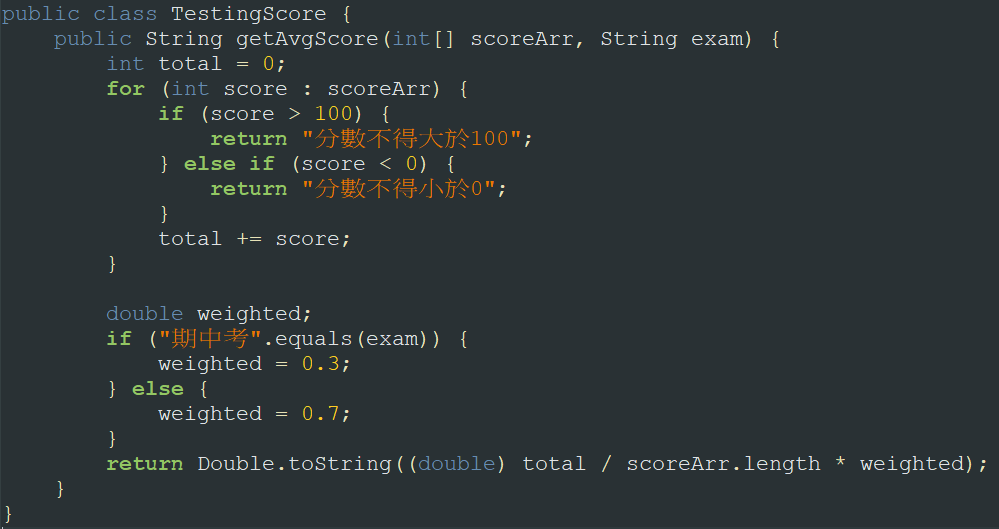 public class TestingScore {
    public String getAvgScore(int[] scoreArr, String exam) {
        int total = 0;
        for (int score : scoreArr) {
            if (score > 100) {
                return "分數不得大於100";
            } else if (score < 0) {
                return "分數不得小於0";
            }
            total += score;
        }

        double weighted;
        if ("期中考".equals(exam)) {
            weighted = 0.3;
        } else {
            weighted = 0.7;
        }
        return Double.toString((double) total / scoreArr.length * weighted);
    }
}